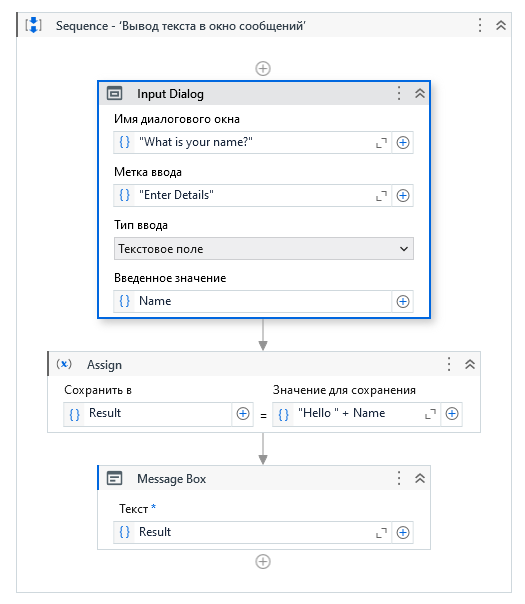 Sequence - ‘Вывод текста в окно сообщений’
Input Dialog
Имя диалогового окна
"What is your name?"
Метка ввода
"Enter Details"
Тип ввода
Текстовое поле
Введенное значение
Name
Assign
Сохранить в
Значение для сохранения
Result
=
"Hello " + Name
Message Box
Текст *
Result